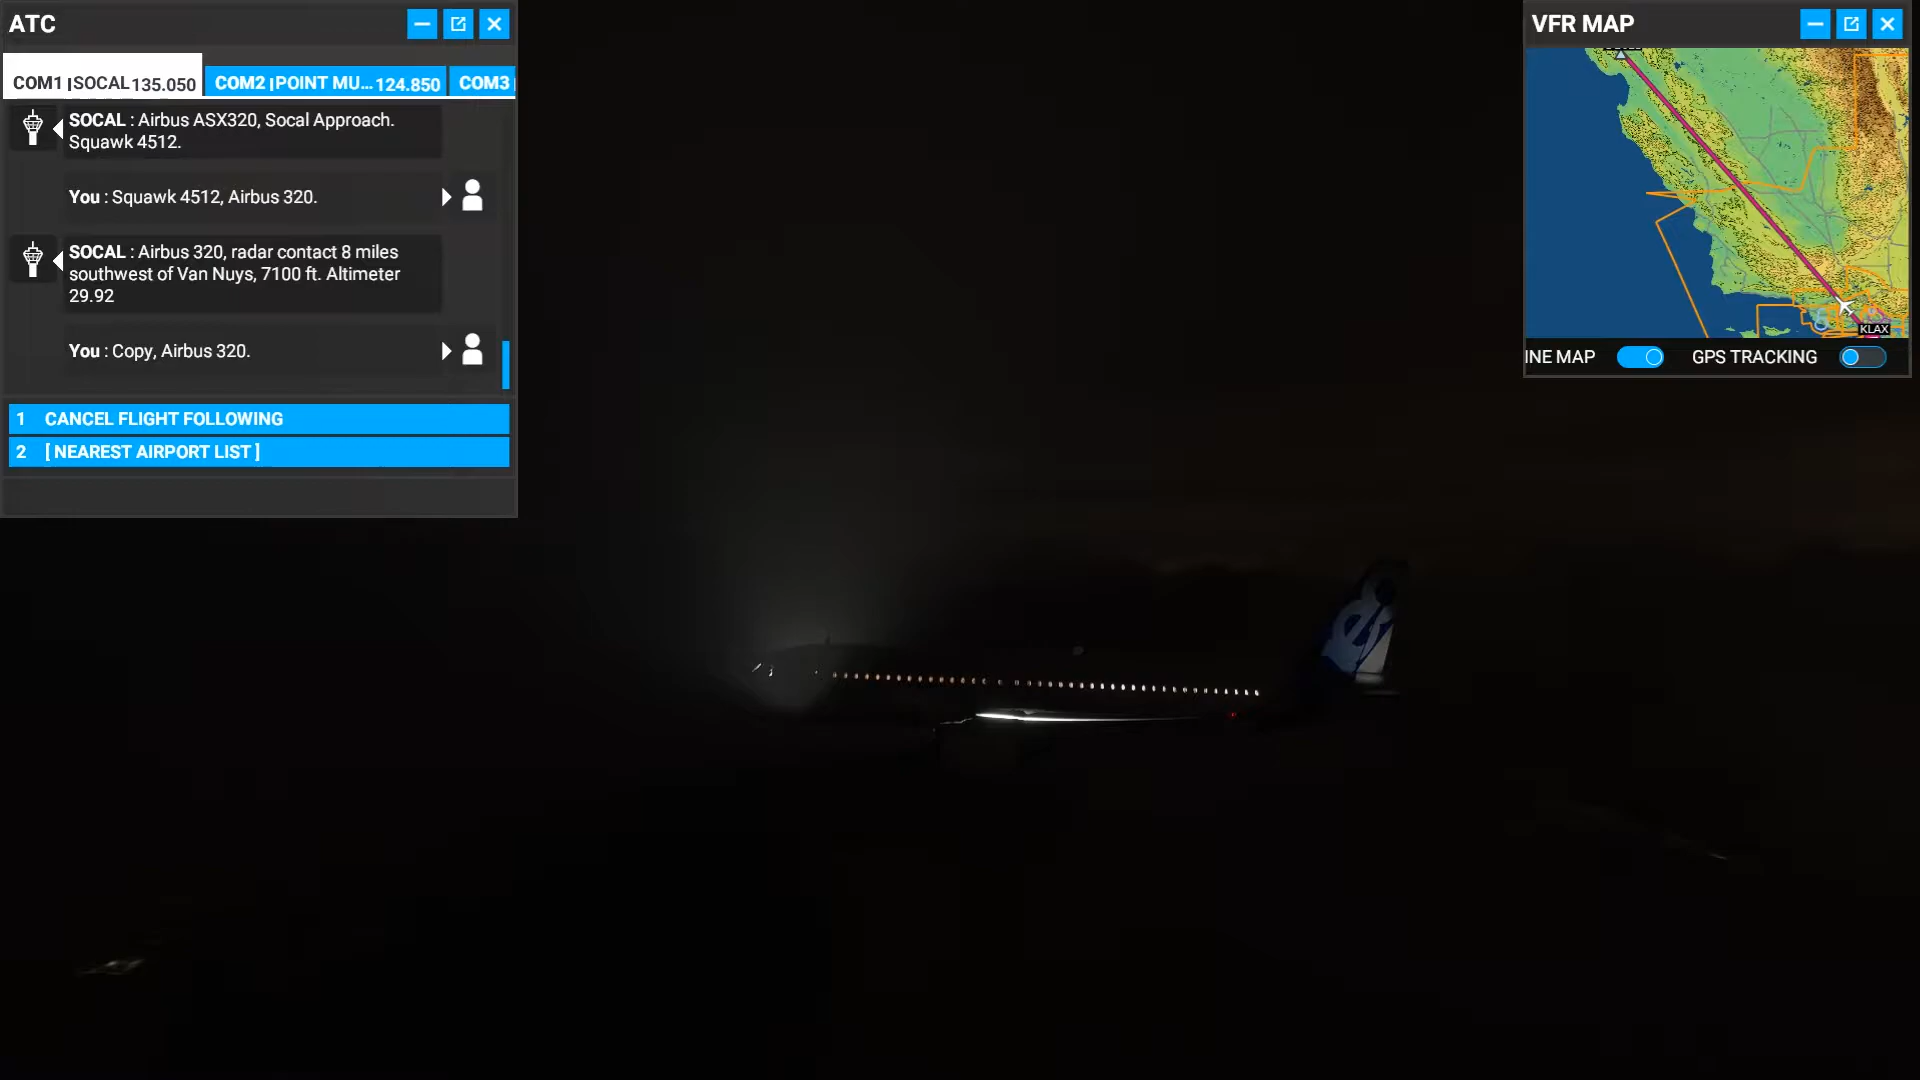 ATC
COM1 |SOCAL 135.050
COM2 |POINT MU... 124.850
COM3
SOCAL : Airbus ASX320, Socal Approach.
Squawk 4512.
You : Squawk 4512, Airbus 320.
SOCAL : Airbus 320, radar contact 8 miles
southwest of Van Nuys, 7100 ft. Altimeter
29.92
You : Copy, Airbus 320.
1 CANCEL FLIGHT FOLLOWING
2 [ NEAREST AIRPORT LIST ]
VFR MAP
KLAX
INE MAP
GPS TRACKING